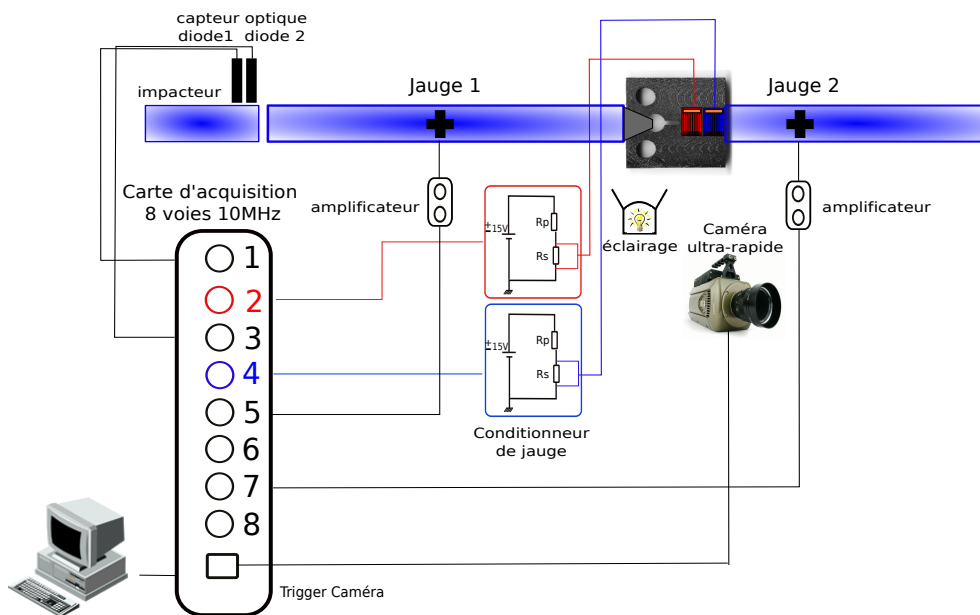 capteur optique
diode1 diode 2
impacteur
Jauge 1
Jauge 2
Carte d'acquisition
8 voies 10MHz
amplificateur
amplificateur
±15V
Rp
Rs
éclairage
Caméra
ultra-rapide
±15V
Rp
Rs
Conditionneur
de jauge
1
2
3
4
5
6
7
8
Trigger Caméra